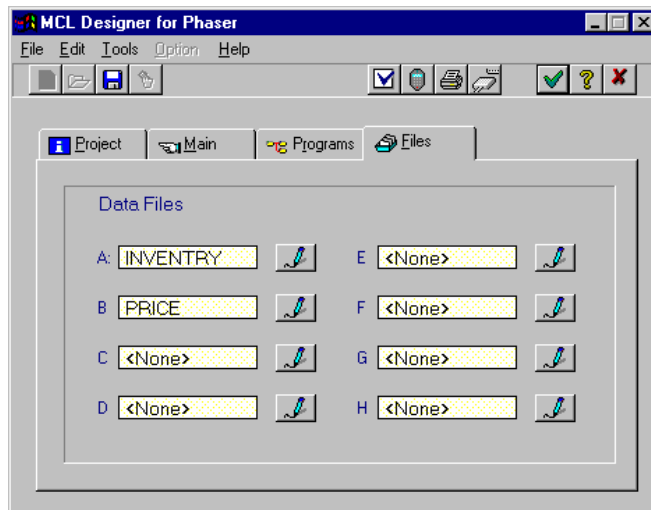 MCL Designer for Phaser
File Edit Tools Option Help
Project Main Programs Files
Data Files
A: INVENTRY E <None>
B PRICE F <None>
C <None> G <None>
D <None> H <None>